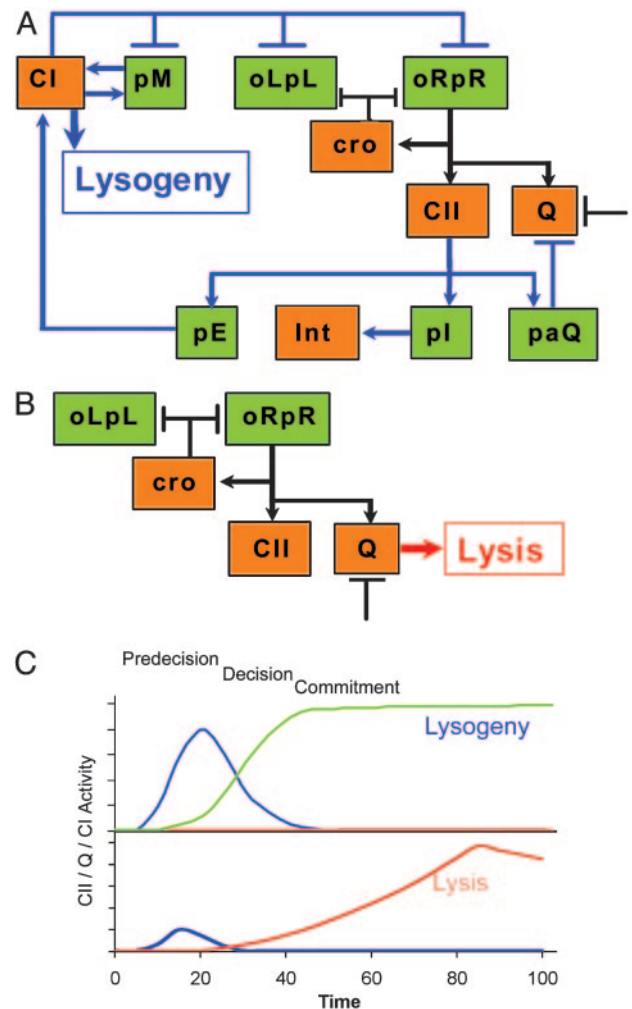 A
CI
pM
oLpL
oRpR
cro
Lysogeny
CII
Q
pE
Int
pI
paQ
B
oLpL
oRpR
cro
CII
Q
Lysis
C
Predecision
Decision
Commitment
CII / Q / CI Activity
Lysogeny
Lysis
0 20 40 60 80 100
Time